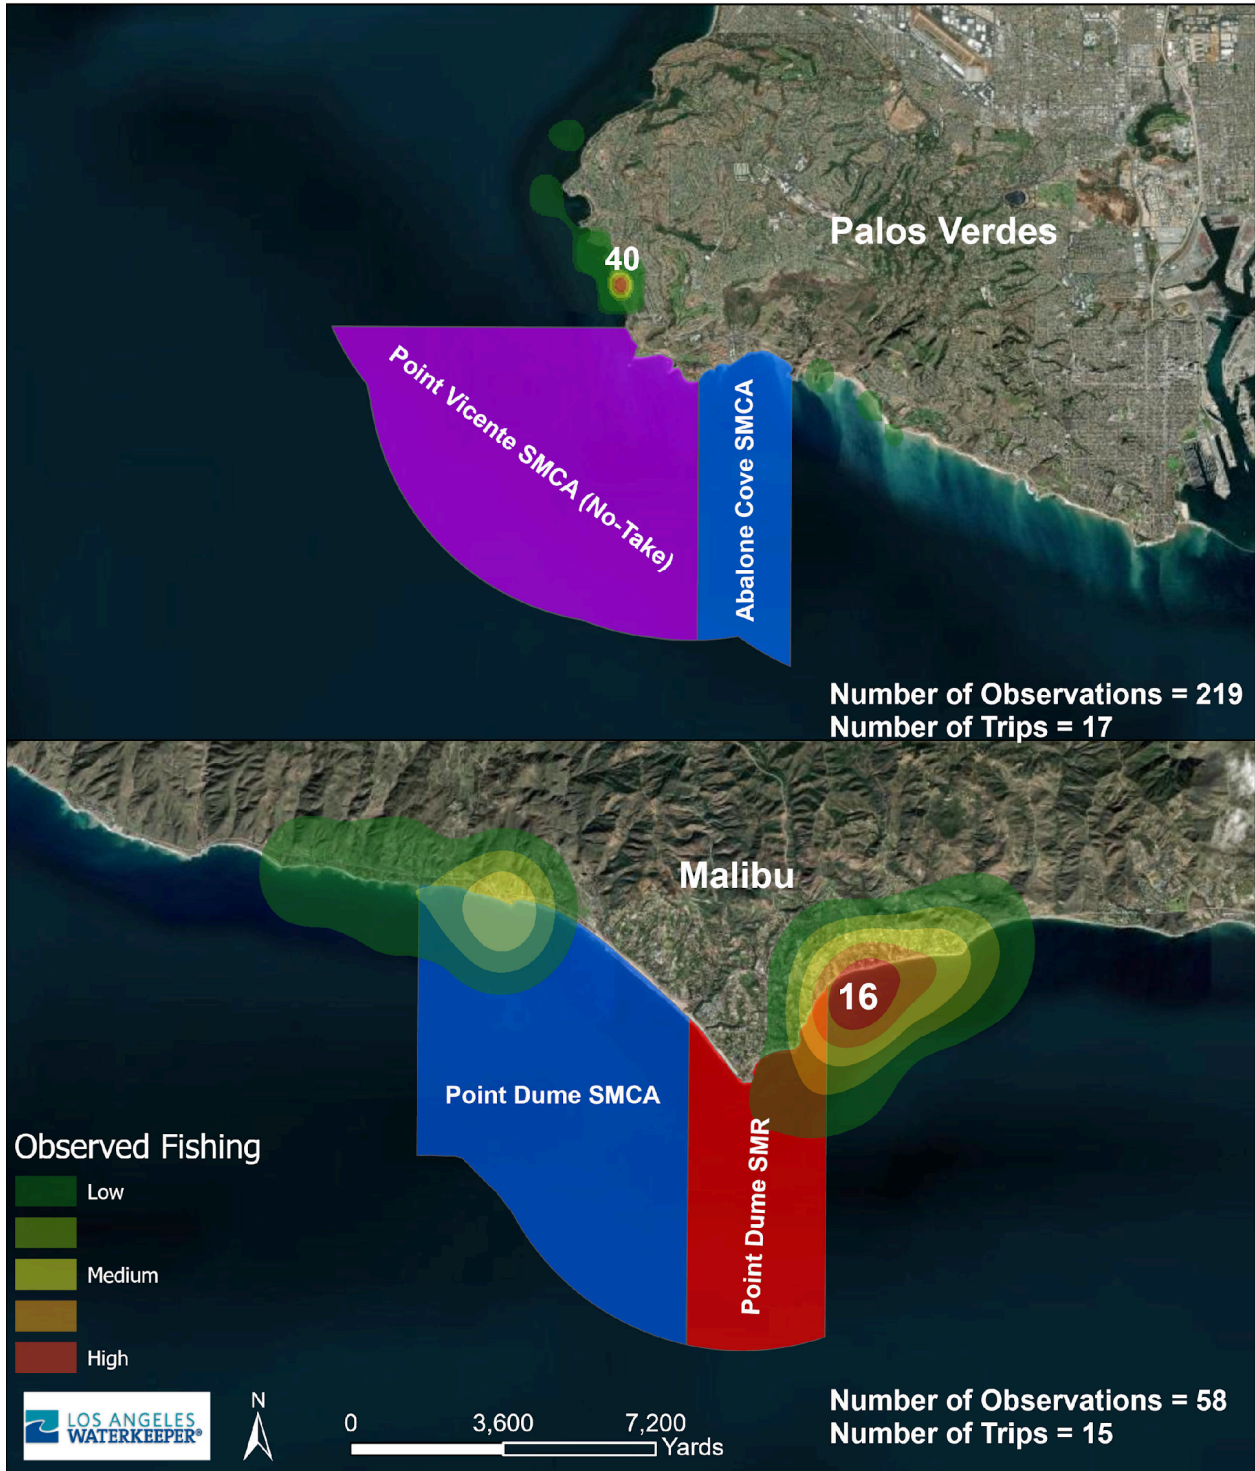 Palos Verdes
40
Point Vicente SMCA (No-Take)
Abalone Cove SMCA
Number of Observations = 219
Number of Trips = 17
Malibu
16
Point Dume SMCA
Point Dume SMR
Observed Fishing
Low
Medium
High
LOS ANGELES
WATERKEEPER®
N
0 3,600 7,200
Yards
Number of Observations = 58
Number of Trips = 15